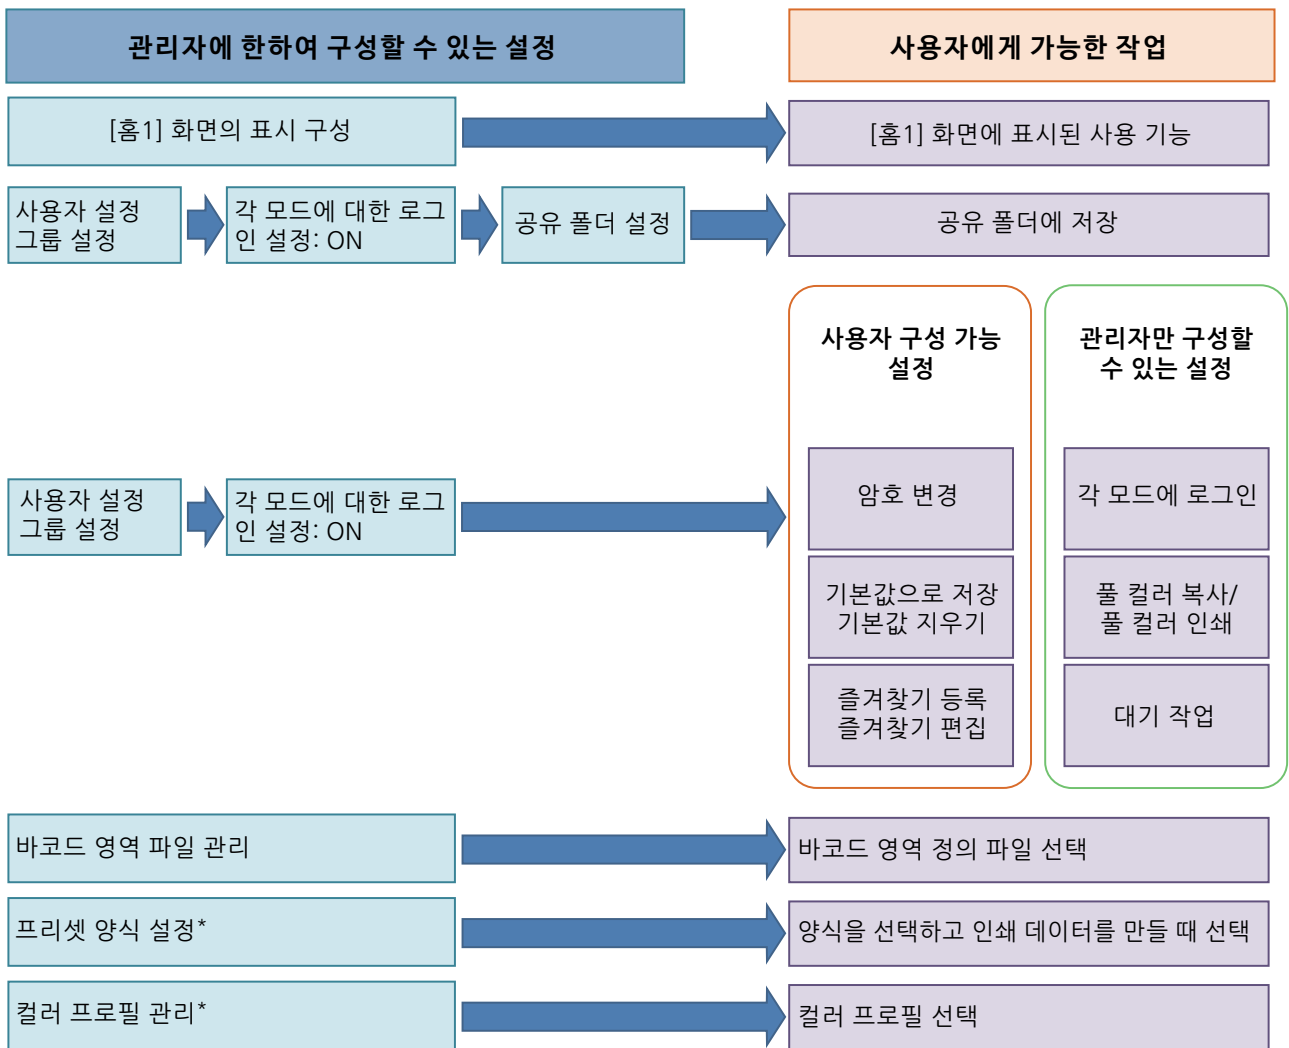 관리자에 한하여 구성할 수 있는 설정
사용자에게 가능한 작업
[홈1] 화면의 표시 구성
[홈1] 화면에 표시된 사용 기능
사용자 설정
그룹 설정
각 모드에 대한 로그
인 설정: ON
공유 폴더 설정
공유 폴더에 저장
사용자 구성 가능
설정
관리자만 구성할
수 있는 설정
사용자 설정
그룹 설정
각 모드에 대한 로그
인 설정: ON
암호 변경
각 모드에 로그인
기본값으로 저장
기본값 지우기
풀 컬러 복사/
풀 컬러 인쇄
즐겨찾기 등록
즐겨찾기 편집
대기 작업
바코드 영역 파일 관리
바코드 영역 정의 파일 선택
프리셋 양식 설정*
양식을 선택하고 인쇄 데이터를 만들 때 선택
컬러 프로필 관리*
컬러 프로필 선택